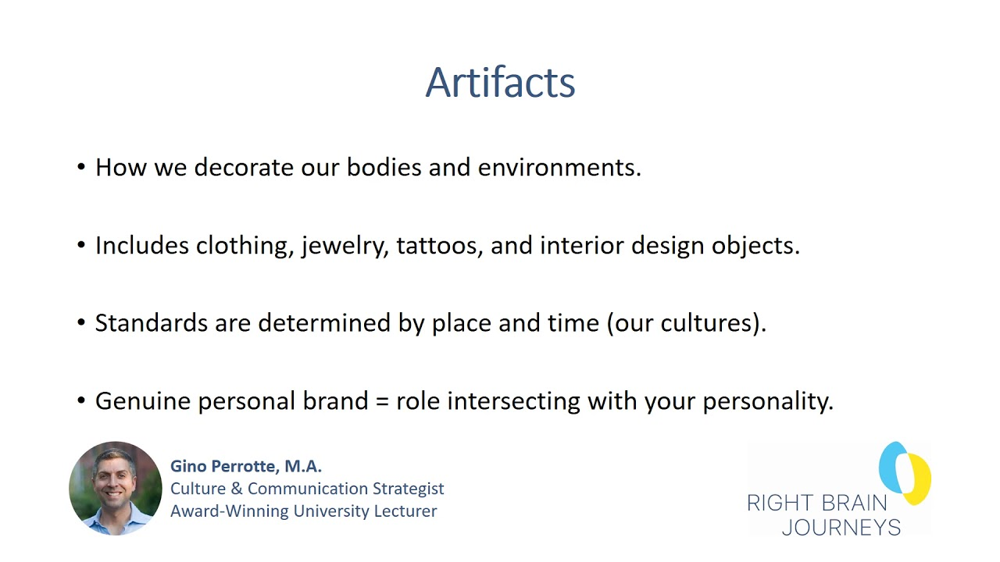 Artifacts
• How we decorate our bodies and environments.
• Includes clothing, jewelry, tattoos, and interior design objects.
• Standards are determined by place and time (our cultures).
• Genuine personal brand = role intersecting with your personality.
Gino Perrotte, M.A.
Culture & Communication Strategist
Award-Winning University Lecturer
RIGHT BRAIN
JOURNEYS